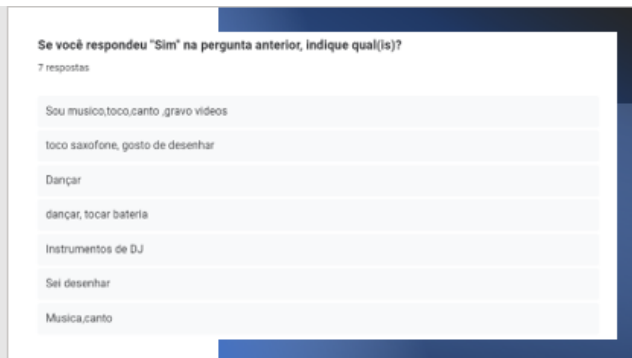 Se você respondeu "Sim" na pergunta anterior, indique qual(is)?
7 respostas
Sou musico,toco,canto ,gravo videos
toco saxofone, gosto de desenhar
Dançar
dançar, tocar bateria
Instrumentos de DJ
Sei desenhar
Musica,canto